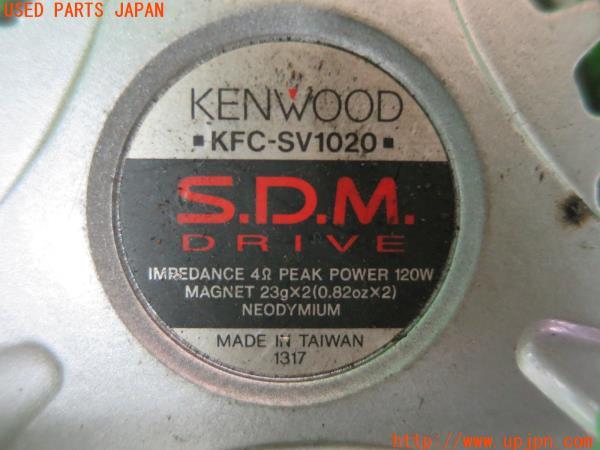 USED PARTS JAPAN
KENWOOD
▪KFC-SV1020▪
S.D.M.
DRIVE
IMPEDANCE 4Ω PEAK POWER 120W
MAGNET 23g×2(0.82oz×2)
NEODYMIUM
MADE IN TAIWAN
1317
http://www.upjpn.com/